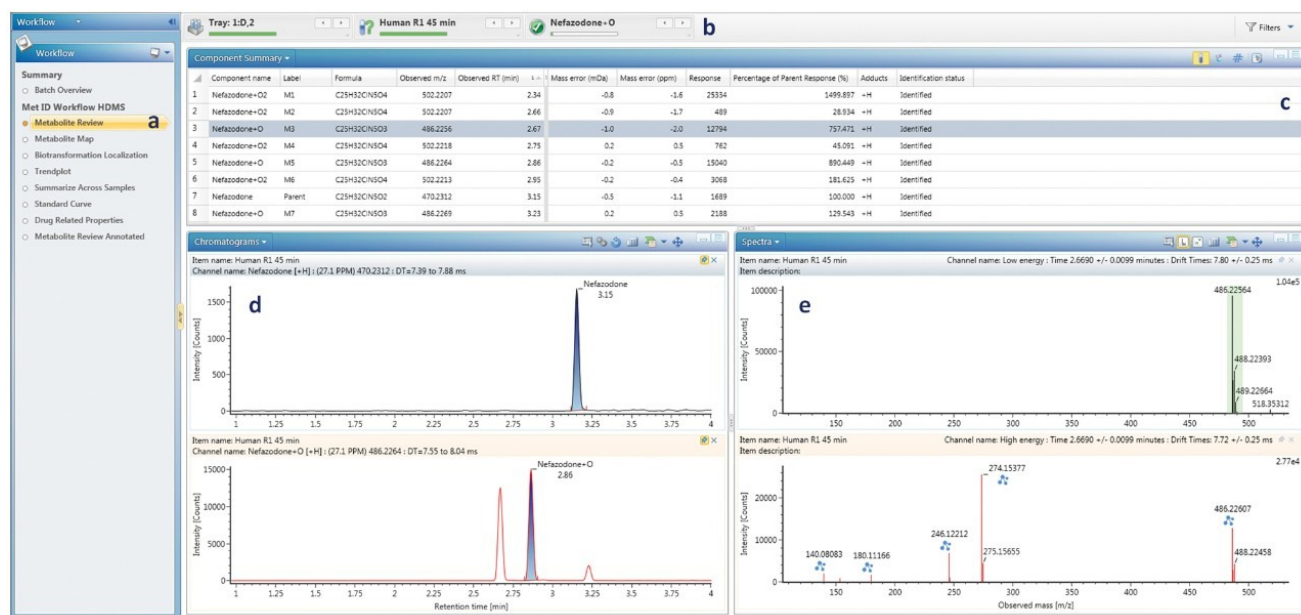 Workflow
Tray: 1:D,2
Human R1 45 min
Nefazodone+O
b
Filters
Workflow
Summary
Batch Overview
Met ID Workflow HDMS
Metabolite Review
a
Metabolite Map
Biotransformation Localization
Trendplot
Summarize Across Samples
Standard Curve
Drug Related Properties
Metabolite Review Annotated
Component Summary
Component name Label Formula Observed m/z Observed RT (min) 1 Mass error (mDa) Mass error (ppm) Response Percentage of Parent Response (%) Adducts Identification status
1 Nefazodone+O2 M1 C25H32ClN5O4 502.2207 2.34 -0.8 -1.6 25334 1499.897 +H Identified
2 Nefazodone+O2 M2 C25H32ClN5O4 502.2207 2.66 -0.9 -1.7 489 28.934 +H Identified
3 Nefazodone+O M3 C25H32ClN5O3 486.2256 2.67 -1.0 -2.0 12794 757.471 +H Identified
4 Nefazodone+O2 M4 C25H32ClN5O4 502.2218 2.75 0.2 0.5 762 45.091 +H Identified
5 Nefazodone+O M5 C25H32ClN5O3 486.2264 2.86 -0.2 -0.5 15040 890.449 +H Identified
6 Nefazodone+O2 M6 C25H32ClN5O4 502.2213 2.95 -0.2 -0.4 3068 181.625 +H Identified
7 Nefazodone Parent C25H32ClN5O2 470.2312 3.15 -0.5 -1.1 1689 100.000 +H Identified
8 Nefazodone+O M7 C25H32ClN5O3 486.2269 3.23 0.2 0.5 2188 129.543 +H Identified
c
Chromatograms
Item name: Human R1 45 min
Channel name: Nefazodone [+H] : (27.1 PPM) 470.2312 : DT=7.39 to 7.88 ms
d
Nefazodone
3.15
Intensity [Counts]
1500
1000
500
0
1 1.25 1.5 1.75 2 2.25 2.5 2.75 3 3.25 3.5 3.75 4
Item name: Human R1 45 min
Channel name: Nefazodone+O [+H] : (27.1 PPM) 486.2264 : DT=7.55 to 8.04 ms
Nefazodone+O
2.86
Intensity [Counts]
15000
10000
5000
0
1 1.25 1.5 1.75 2 2.25 2.5 2.75 3 3.25 3.5 3.75 4
Retention time [min]
Spectra
Item name: Human R1 45 min Channel name: Low energy : Time 2.6690 +/- 0.0099 minutes : Drift Times: 7.80 +/- 0.25 ms
Item description:
1.04e5
e
486.22564
488.22393
489.22664
518.35312
Intensity [Counts]
100000
50000
0
150 200 250 300 350 400 450 500
Item name: Human R1 45 min Channel name: High energy : Time 2.6690 +/- 0.0099 minutes : Drift Times: 7.72 +/- 0.25 ms
Item description:
2.77e4
274.15377
486.22607
246.12212
275.15655
140.08083
180.11166
488.22458
Intensity [Counts]
20000
10000
0
150 200 250 300 350 400 450 500
Observed mass [m/z]